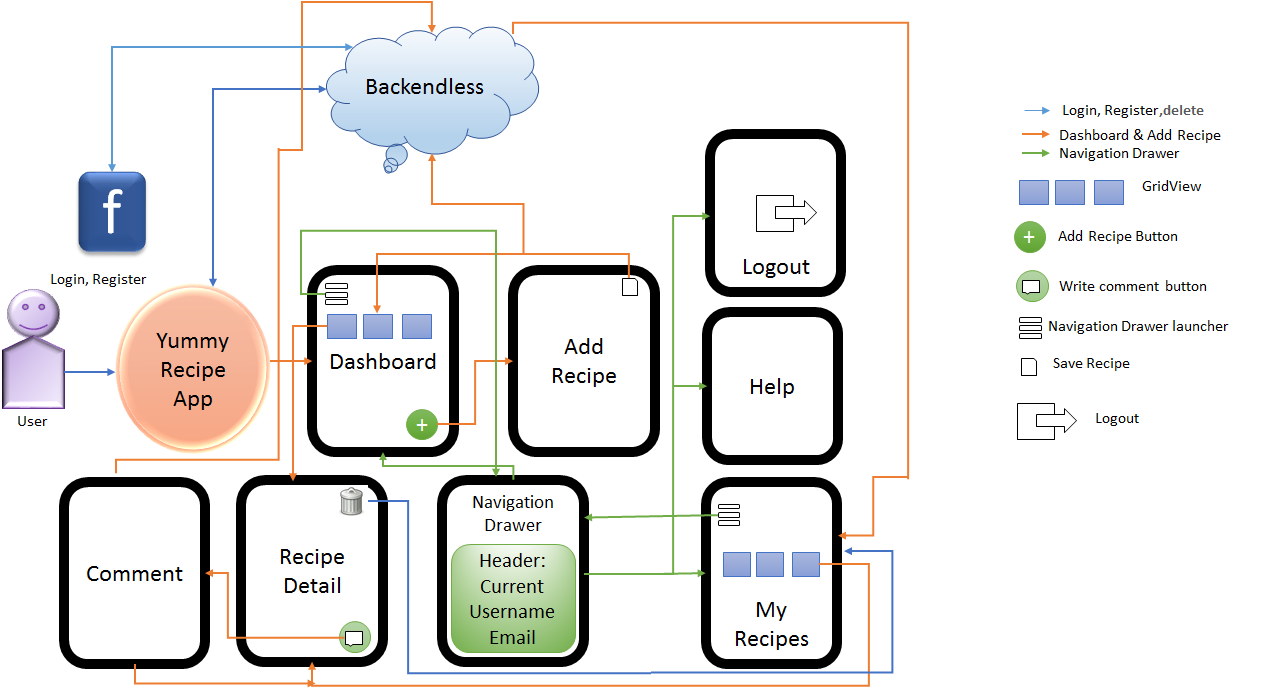 Backendless
f
Login, Register
User
Yummy
Recipe
App
Dashboard
+
Add
Recipe
Logout
Help
Comment
Recipe
Detail
Navigation
Drawer
Header:
Current
Username
Email
My
Recipes
Login, Register,delete
Dashboard & Add Recipe
Navigation Drawer
GridView
+
Add Recipe Button
Write comment button
Navigation Drawer launcher
Save Recipe
Logout